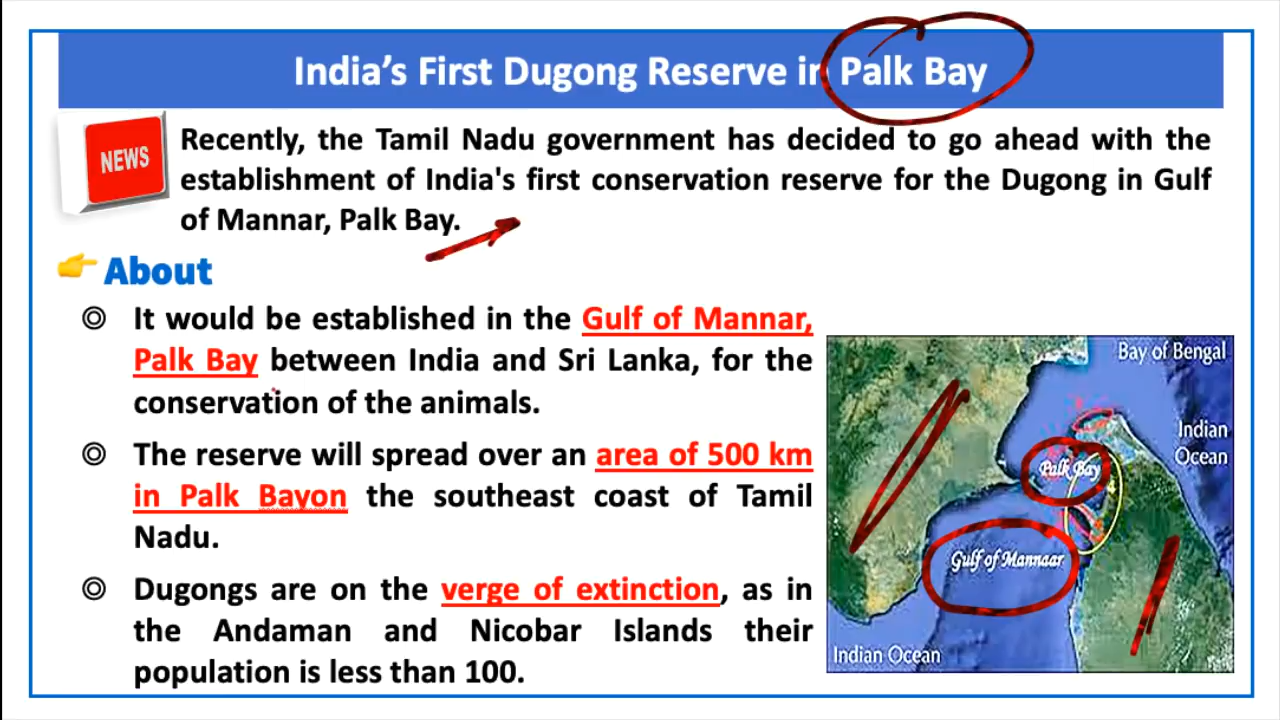 India's First Dugong Reserve in Palk Bay
NEWS
Recently, the Tamil Nadu government has decided to go ahead with the
establishment of India's first conservation reserve for the Dugong in Gulf
of Mannar, Palk Bay.
About
It would be established in the Gulf of Mannar,
Palk Bay between India and Sri Lanka, for the
conservation of the animals.
The reserve will spread over an area of 500 km
in Palk Bayon the southeast coast of Tamil
Nadu.
Dugongs are on the verge of extinction, as in
the Andaman and Nicobar Islands their
population is less than 100.
Bay of Bengal
Indian
Ocean
Palk Bay
Gulf of Mannaar
Indian Ocean